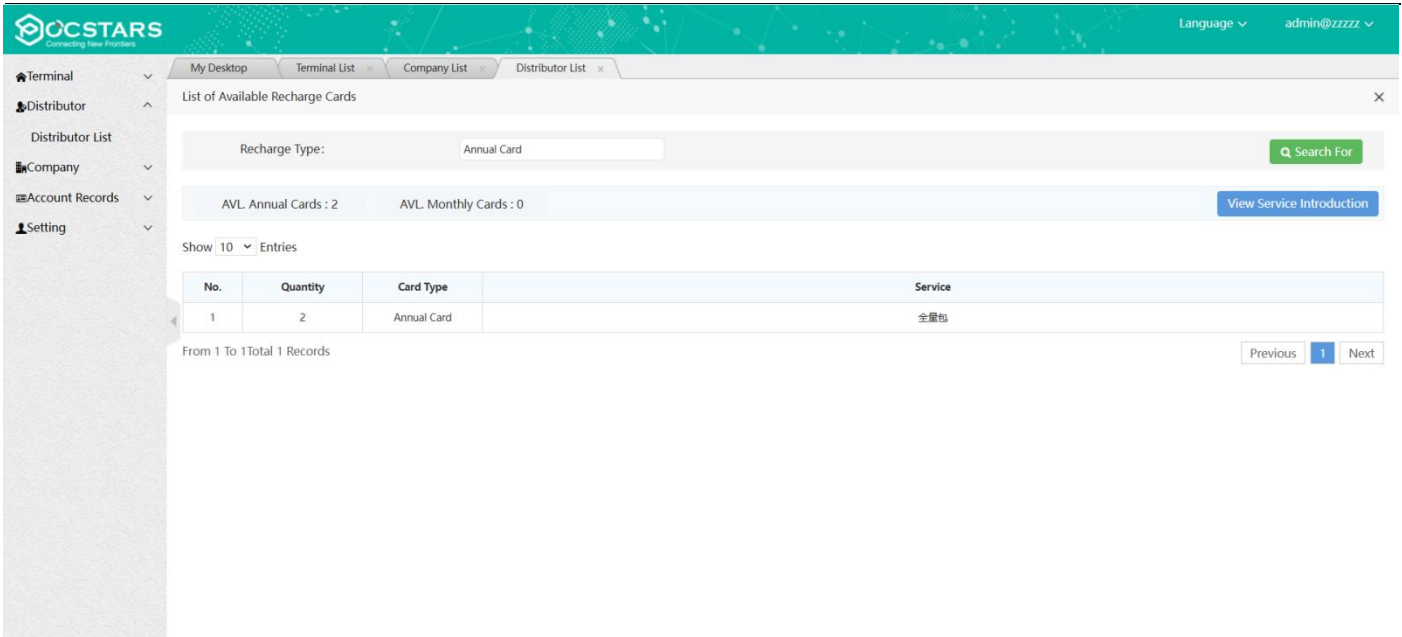 POCSTARS
Connecting New Frontiers
Language admin@zzzzz
Terminal
Distributor
Distributor List
Company
Account Records
Setting
My Desktop Terminal List Company List Distributor List
List of Available Recharge Cards
Recharge Type: Annual Card Search For
AVL. Annual Cards : 2 AVL. Monthly Cards : 0 View Service Introduction
Show 10 Entries
No. Quantity Card Type Service
1 2 Annual Card 全量包
From 1 To 1Total 1 Records Previous 1 Next